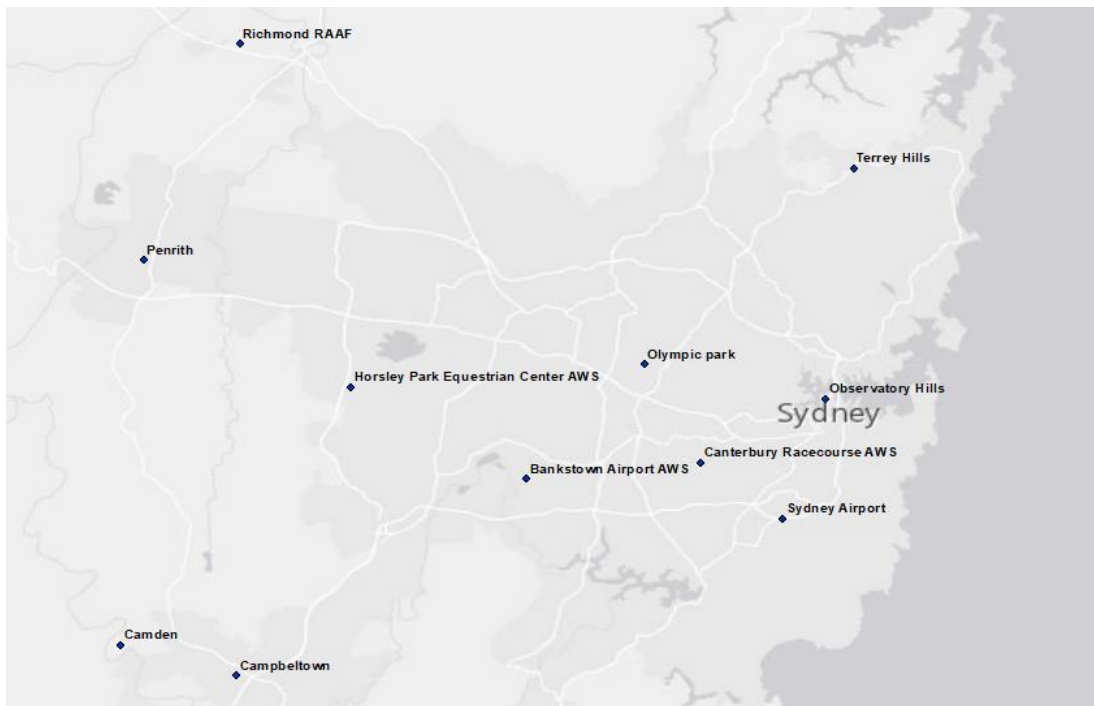 Richmond RAAF
Terrey Hills
Penrith
Olympic park
Horsley Park Equestrian Center AWS
Observatory Hills
Sydney
Canterbury Racecourse AWS
Bankstown Airport AWS
Sydney Airport
Camden
Campbeltown